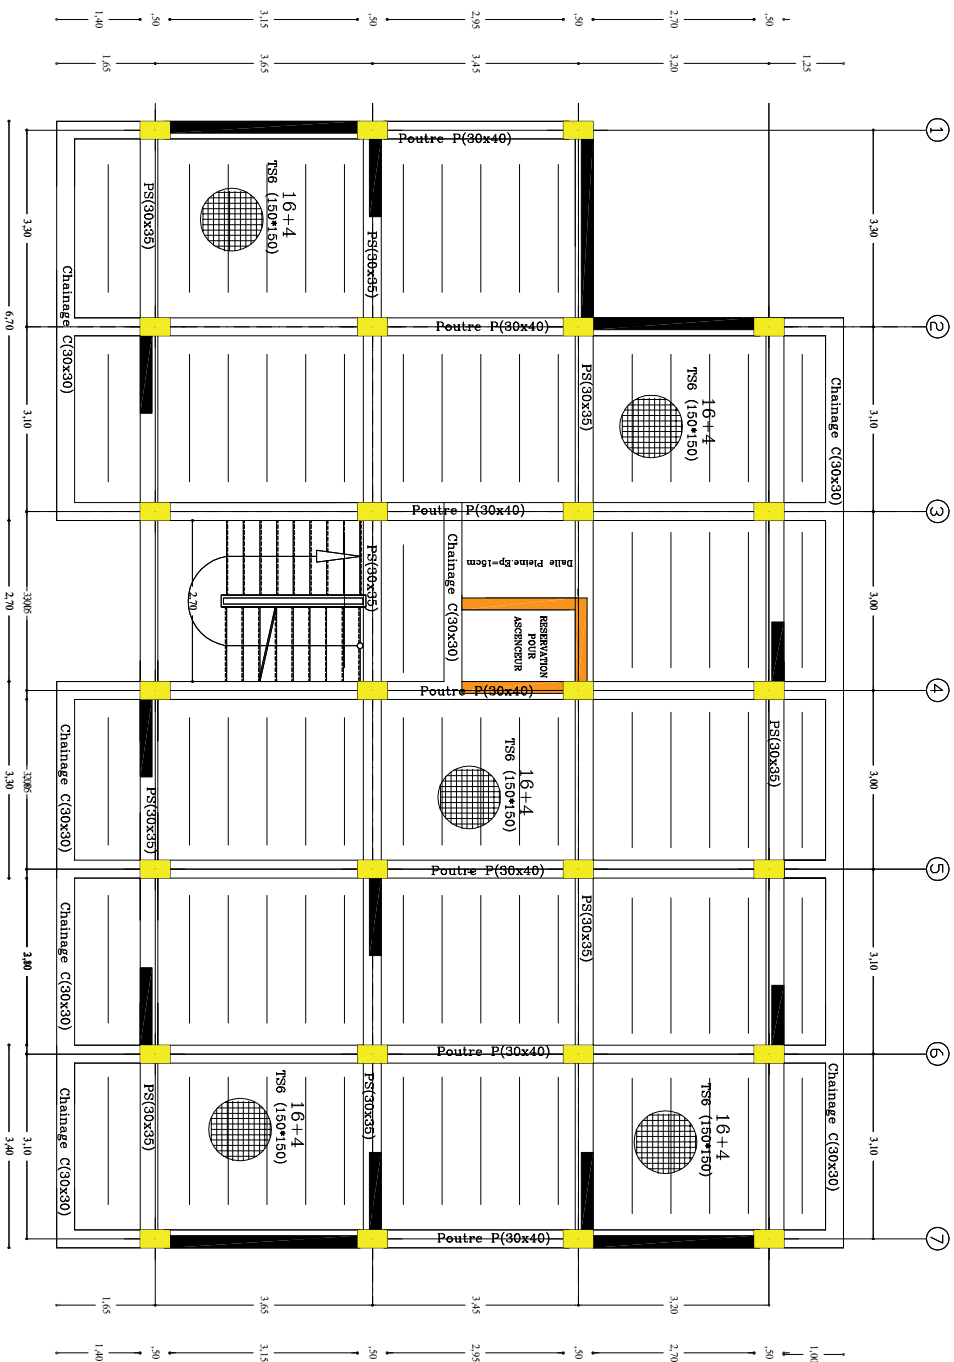 1,40
,50
3,15
,50
2,95
,50
2,70
,50
1,65
3,65
3,45
3,20
1,25
1
2
3
4
5
6
7
3,30
3,10
3,00
3,00
3,10
3,10
Poutre P(30x40)
16+4
TS6 (150*150)
PS(30x35)
PS(30x35)
Chainage C(30x30)
3,30
6,70
Poutre P(30x40)
PS(30x35)
16+4
TS6 (150*150)
Chainage C(30x30)
3,10
Poutre P(30x40)
PS(30x35)
Chainage C(30x30)
Dalle Pleine.Ep=15cm
RESERVATION
POUR
ASCENCEUR
2,70
2,70
Poutre P(30x40)
PS(30x35)
16+4
TS6 (150*150)
Chainage C(30x30)
PS(30x35)
3,30
Poutre P(30x40)
PS(30x35)
Chainage C(30x30)
Poutre P(30x40)
PS(30x35)
PS(30x35)
16+4
TS6 (150*150)
16+4
TS6 (150*150)
Chainage C(30x30)
Chainage C(30x30)
3,10
3,40
Poutre P(30x40)
1,65
3,65
3,45
3,20
1,40
,50
3,15
,50
2,95
,50
2,70
,50
1,00